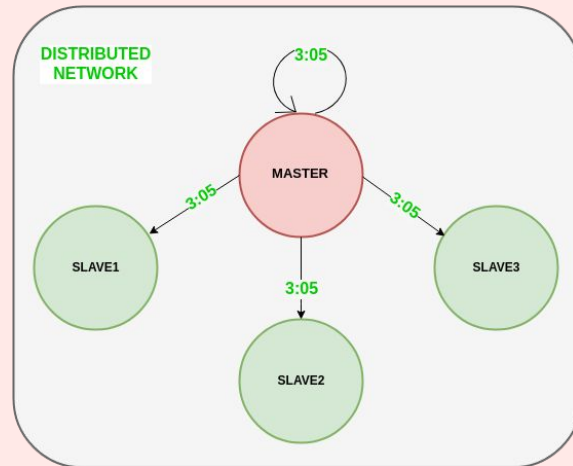 DISTRIBUTED
NETWORK
3:05
MASTER
3:05
3:05
SLAVE1
3:05
SLAVE3
SLAVE2